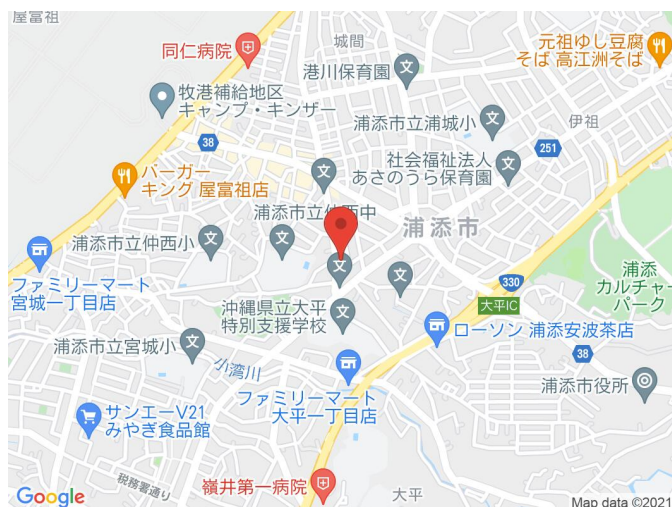 屋富祖
同仁病院
城間
港川保育園
元祖ゆし豆腐
そば 高江洲そば
牧港補給地区
キャンプ・キンザー
浦添市立浦城小
伊祖
38
251
社会福祉法人
あさのうら保育園
バーガー
キング 屋富祖店
浦添市立仲西中
浦添市
浦添市立仲西小
ファミリーマート
宮城一丁目店
330
大平IC
浦添
カルチャー
パーク
沖縄県立大平
特別支援学校
ローソン 浦添安波茶店
浦添市立宮城小
小湾川
38
ファミリーマート
大平一丁目店
浦添市役所
サンエーV21
みやぎ食品館
税務署通り
嶺井第一病院
大平
Google
Map data ©2021